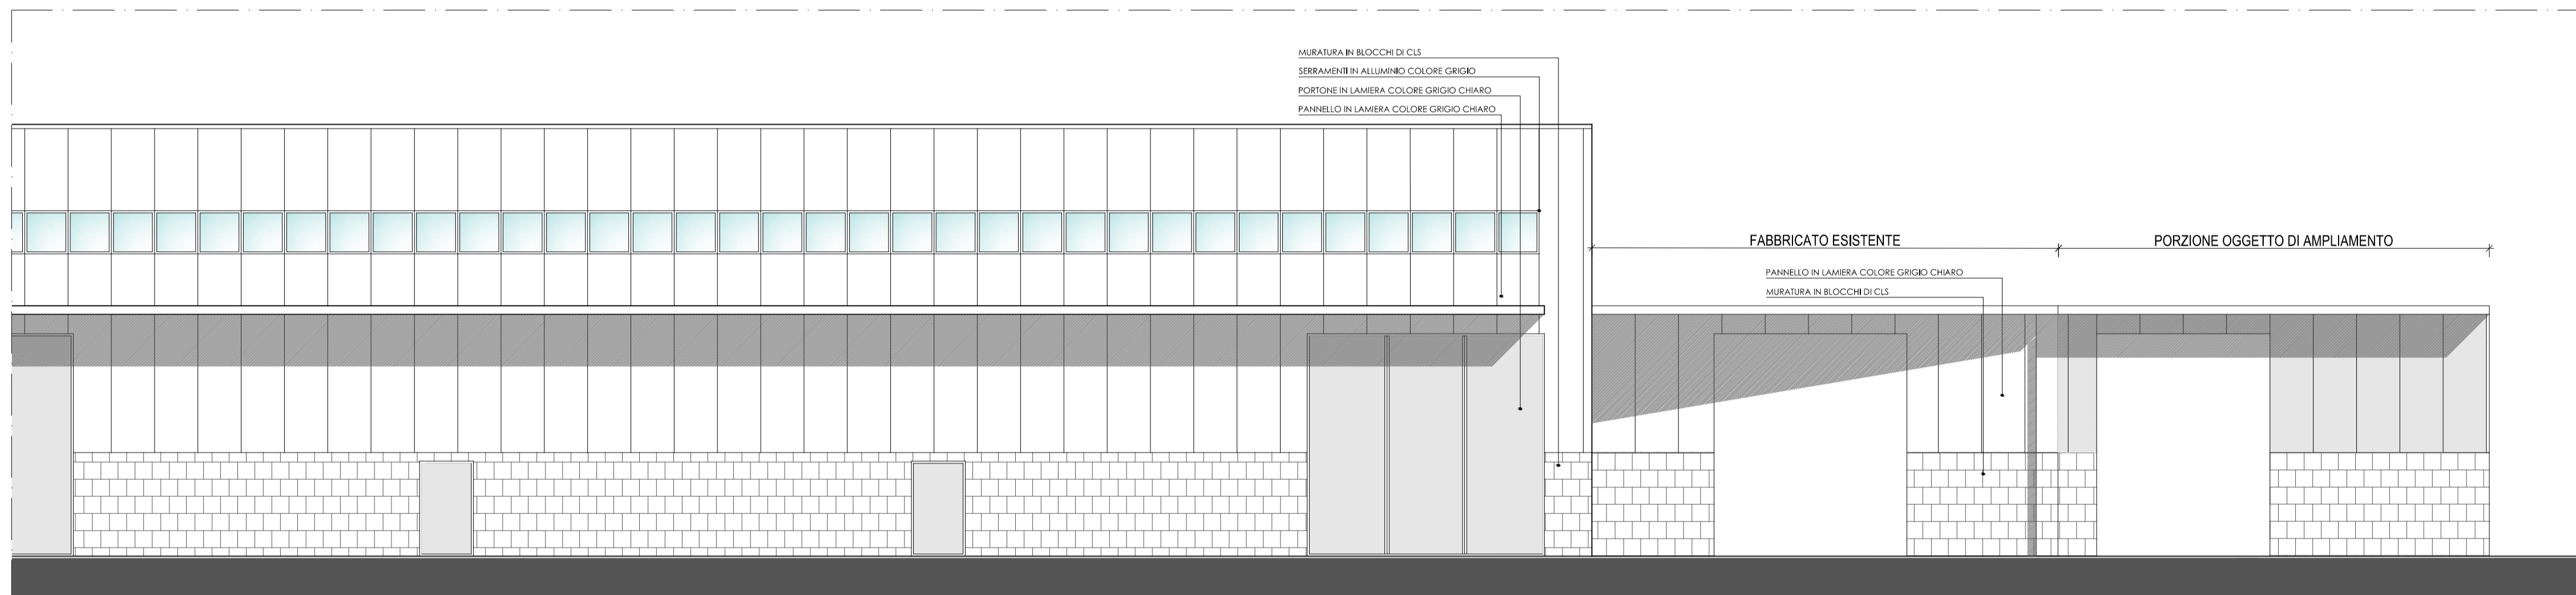 MURATURA IN BLOCCHI DI CLS
SERRAMENTI IN ALLUMINIO COLORE GRIGIO
PORTONE IN LAMIERA COLORE GRIGIO CHIARO
PANNELLO IN LAMIERA COLORE GRIGIO CHIARO
FABBRICATO ESISTENTE
PORZIONE OGGETTO DI AMPLIAMENTO
PANNELLO IN LAMIERA COLORE GRIGIO CHIARO
MURATURA IN BLOCCHI DI CLS